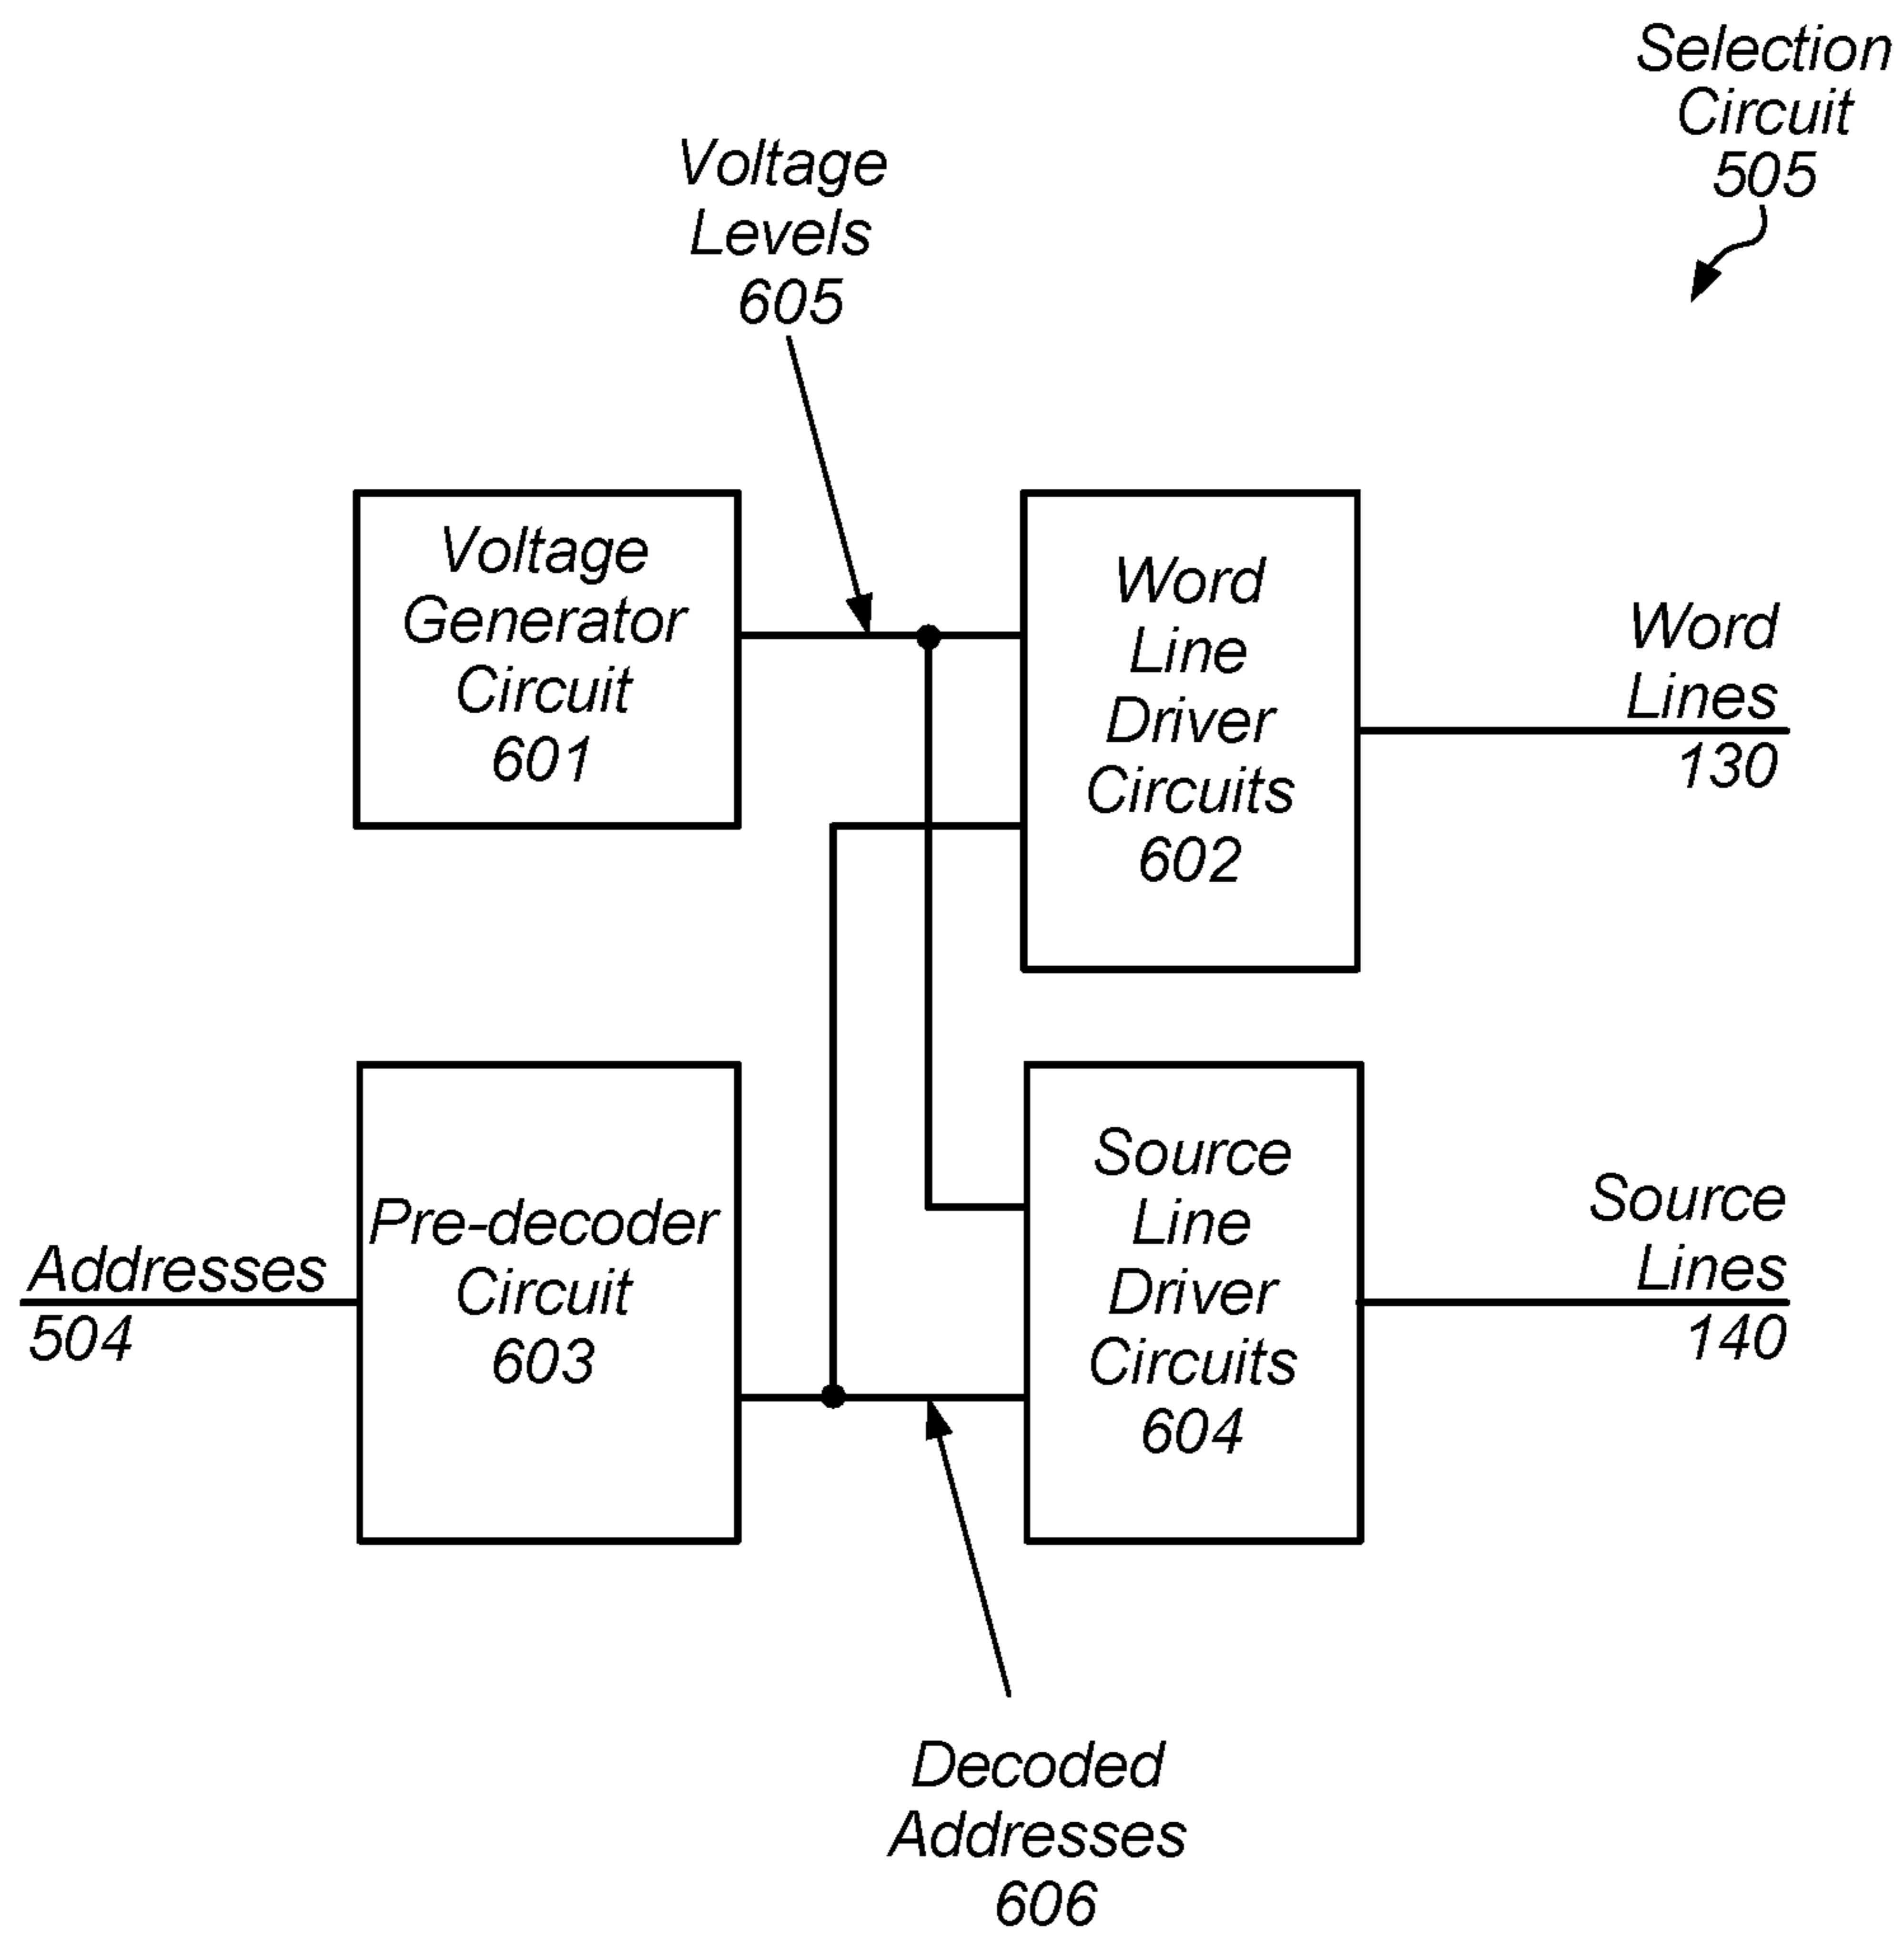 Selection
Circuit
505
Voltage
Levels
605
Voltage
Generator
Circuit
601
Word
Line
Driver
Circuits
602
Word
Lines
130
Addresses
504
Pre-decoder
Circuit
603
Source
Line
Driver
Circuits
604
Source
Lines
140
Decoded
Addresses
606